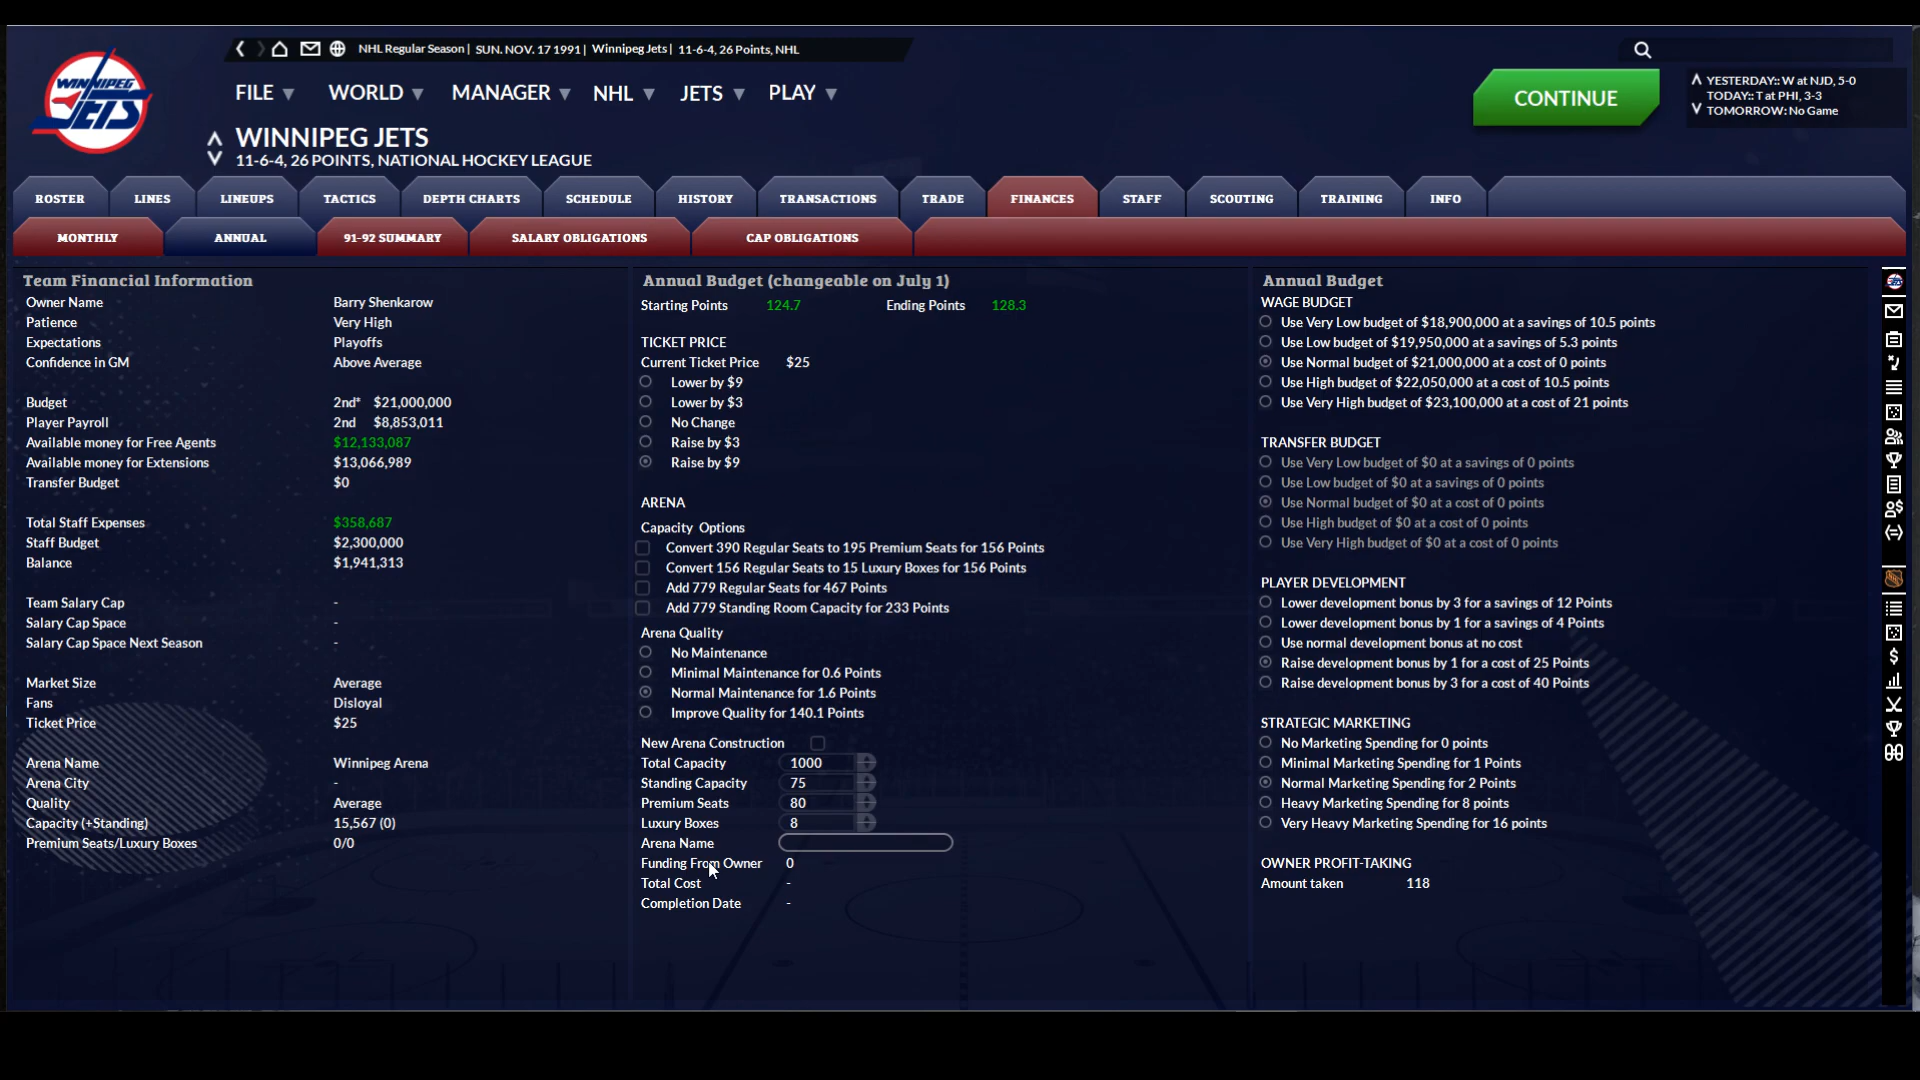 NHL Regular Season | SUN. NOV. 17 1991 | Winnipeg Jets | 11-6-4, 26 Points, NHL
WINNIPEG JETS
FILE WORLD MANAGER NHL JETS PLAY
CONTINUE
YESTERDAY:: W at NJD, 5-0
TODAY:: T at PHI, 3-3
TOMORROW: No Game
WINNIPEG JETS
11-6-4, 26 POINTS, NATIONAL HOCKEY LEAGUE
ROSTER LINES LINEUPS TACTICS DEPTH CHARTS SCHEDULE HISTORY TRANSACTIONS TRADE FINANCES STAFF SCOUTING TRAINING INFO
MONTHLY ANNUAL 91-92 SUMMARY SALARY OBLIGATIONS CAP OBLIGATIONS
Team Financial Information
Owner Name Barry Shenkarow
Patience Very High
Expectations Playoffs
Confidence in GM Above Average
Budget 2nd* $21,000,000
Player Payroll 2nd $8,853,011
Available money for Free Agents $12,133,087
Available money for Extensions $13,066,989
Transfer Budget $0
Total Staff Expenses $358,687
Staff Budget $2,300,000
Balance $1,941,313
Team Salary Cap -
Salary Cap Space -
Salary Cap Space Next Season -
Market Size Average
Fans Disloyal
Ticket Price $25
Arena Name Winnipeg Arena
Arena City -
Quality Average
Capacity (+Standing) 15,567 (0)
Premium Seats/Luxury Boxes 0/0
Annual Budget (changeable on July 1)
Starting Points 124.7 Ending Points 128.3
TICKET PRICE
Current Ticket Price $25
Lower by $9
Lower by $3
No Change
Raise by $3
Raise by $9
ARENA
Capacity Options
Convert 390 Regular Seats to 195 Premium Seats for 156 Points
Convert 156 Regular Seats to 15 Luxury Boxes for 156 Points
Add 779 Regular Seats for 467 Points
Add 779 Standing Room Capacity for 233 Points
Arena Quality
No Maintenance
Minimal Maintenance for 0.6 Points
Normal Maintenance for 1.6 Points
Improve Quality for 140.1 Points
New Arena Construction
Total Capacity 1000
Standing Capacity 75
Premium Seats 80
Luxury Boxes 8
Arena Name
Funding From Owner 0
Total Cost -
Completion Date -
Annual Budget
WAGE BUDGET
Use Very Low budget of $18,900,000 at a savings of 10.5 points
Use Low budget of $19,950,000 at a savings of 5.3 points
Use Normal budget of $21,000,000 at a cost of 0 points
Use High budget of $22,050,000 at a cost of 10.5 points
Use Very High budget of $23,100,000 at a cost of 21 points
TRANSFER BUDGET
Use Very Low budget of $0 at a savings of 0 points
Use Low budget of $0 at a savings of 0 points
Use Normal budget of $0 at a cost of 0 points
Use High budget of $0 at a cost of 0 points
Use Very High budget of $0 at a cost of 0 points
PLAYER DEVELOPMENT
Lower development bonus by 3 for a savings of 12 Points
Lower development bonus by 1 for a savings of 4 Points
Use normal development bonus at no cost
Raise development bonus by 1 for a cost of 25 Points
Raise development bonus by 3 for a cost of 40 Points
STRATEGIC MARKETING
No Marketing Spending for 0 points
Minimal Marketing Spending for 1 Points
Normal Marketing Spending for 2 Points
Heavy Marketing Spending for 8 points
Very Heavy Marketing Spending for 16 points
OWNER PROFIT-TAKING
Amount taken 118